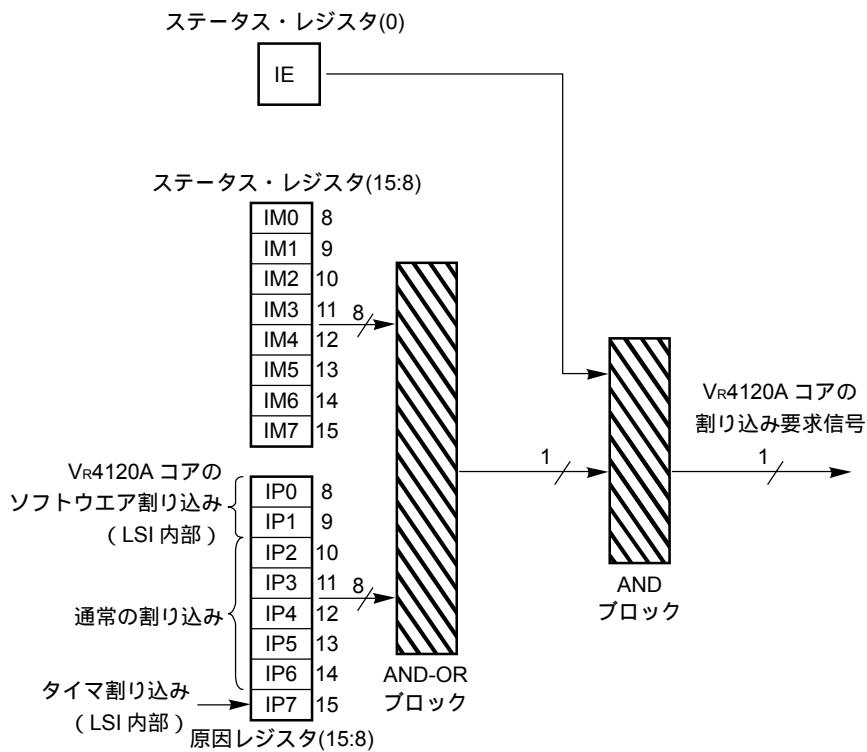 ステータス・レジスタ(0)
IE
ステータス・レジスタ(15:8)
IM0 8
IM1 9
IM2 10
IM3 11
IM4 12
IM5 13
IM6 14
IM7 15
8
VR4120A コアの
ソフトウエア割り込み
( LSI 内部 )
通常の割り込み
タイマ割り込み
( LSI 内部 )
IP0 8
IP1 9
IP2 10
IP3 11
IP4 12
IP5 13
IP6 14
IP7 15
8
原因レジスタ(15:8)
AND-OR
ブロック
1
AND
ブロック
VR4120A コアの
割り込み要求信号
1